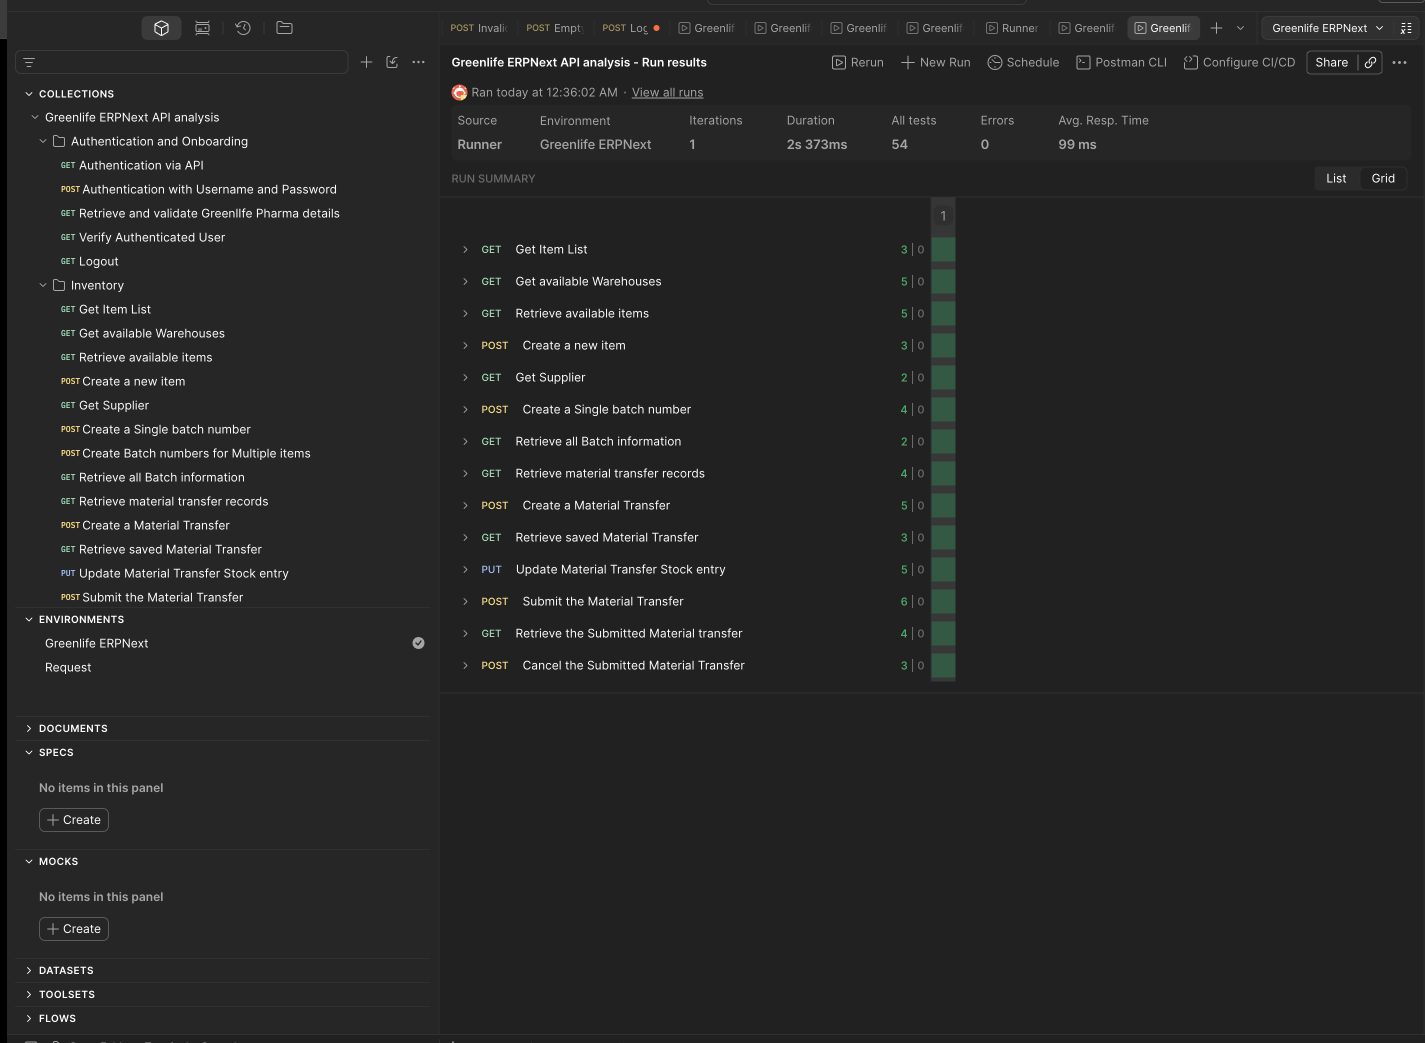 POST Invali
POST Empt
POST Log
Greenlif
Greenlif
Greenlif
Greenlif
Runner
Greenlif
Greenlif
Greenlife ERPNext
Greenlife ERPNext API analysis - Run results
Rerun
New Run
Schedule
Postman CLI
Configure CI/CD
Share
Ran today at 12:36:02 AM · View all runs
Source Environment Iterations Duration All tests Errors Avg. Resp. Time
Runner Greenlife ERPNext 1 2s 373ms 54 0 99 ms
RUN SUMMARY
List Grid
1
GET Get Item List 3 | 0
GET Get available Warehouses 5 | 0
GET Retrieve available items 5 | 0
POST Create a new item 3 | 0
GET Get Supplier 2 | 0
POST Create a Single batch number 4 | 0
GET Retrieve all Batch information 2 | 0
GET Retrieve material transfer records 4 | 0
POST Create a Material Transfer 5 | 0
GET Retrieve saved Material Transfer 3 | 0
PUT Update Material Transfer Stock entry 5 | 0
POST Submit the Material Transfer 6 | 0
GET Retrieve the Submitted Material transfer 4 | 0
POST Cancel the Submitted Material Transfer 3 | 0
COLLECTIONS
Greenlife ERPNext API analysis
Authentication and Onboarding
GET Authentication via API
POST Authentication with Username and Password
GET Retrieve and validate Greenlfe Pharma details
GET Verify Authenticated User
GET Logout
Inventory
GET Get Item List
GET Get available Warehouses
GET Retrieve available items
POST Create a new item
GET Get Supplier
POST Create a Single batch number
POST Create Batch numbers for Multiple items
GET Retrieve all Batch information
GET Retrieve material transfer records
POST Create a Material Transfer
GET Retrieve saved Material Transfer
PUT Update Material Transfer Stock entry
POST Submit the Material Transfer
ENVIRONMENTS
Greenlife ERPNext
Request
DOCUMENTS
SPECS
No items in this panel
Create
MOCKS
No items in this panel
Create
DATASETS
TOOLSETS
FLOWS